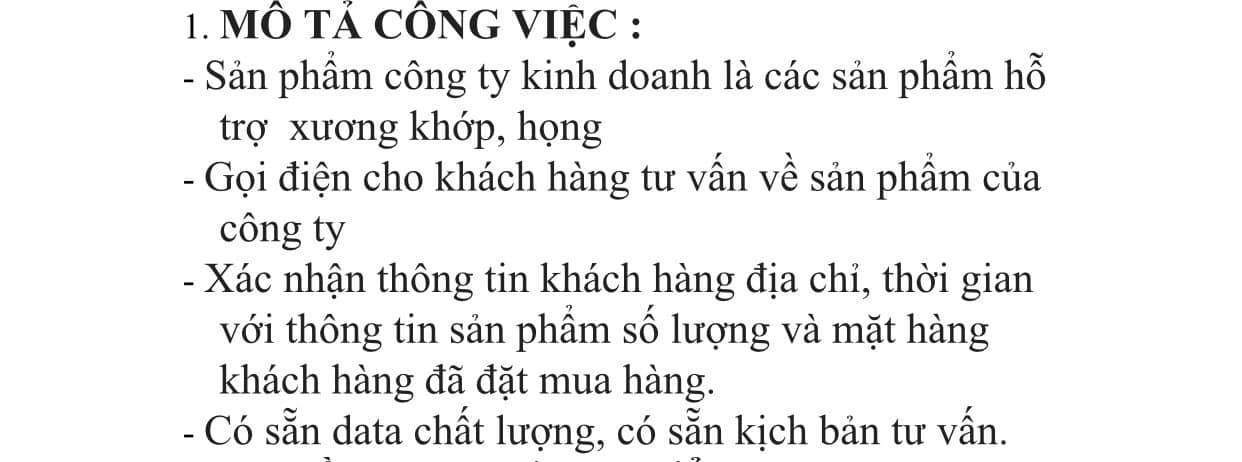 1. MÔ TẢ CÔNG VIỆC :
- Sản phẩm công ty kinh doanh là các sản phẩm hỗ
trợ xương khớp, họng
- Gọi điện cho khách hàng tư vấn về sản phẩm của
công ty
- Xác nhận thông tin khách hàng địa chỉ, thời gian
với thông tin sản phẩm số lượng và mặt hàng
khách hàng đã đặt mua hàng.
- Có sẵn data chất lượng, có sẵn kịch bản tư vấn.